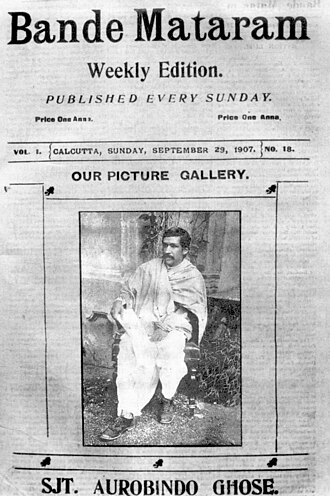 Bande Mataram
Weekly Edition.
PUBLISHED EVERY SUNDAY.
Price One Anna. Price One Anna.
VOL. I. CALCUTTA, SUNDAY, SEPTEMBER 29, 1907. NO. 18.
OUR PICTURE GALLERY.
SJT. AUROBINDO GHOSE.